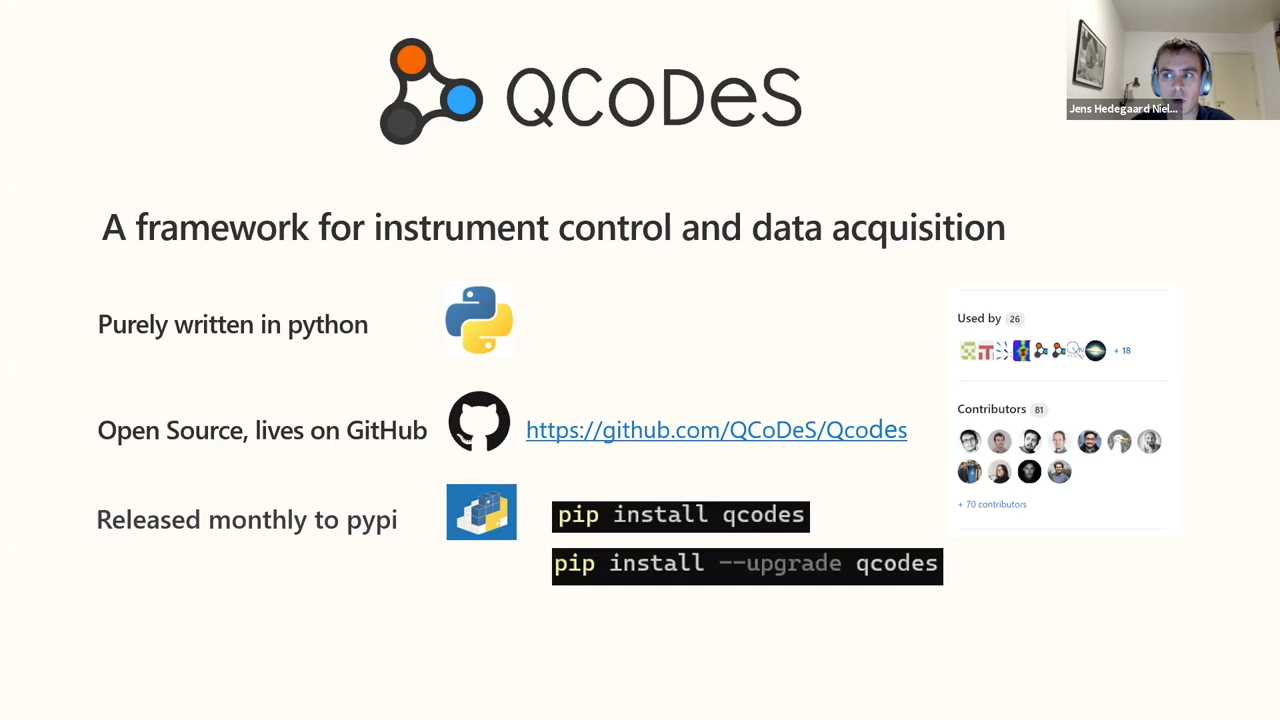 QCoDeS
Jens Hedegaard Niel...
A framework for instrument control and data acquisition
Purely written in python
Used by 26
+ 18
Contributors 81
Open Source, lives on GitHub
https://github.com/QCoDeS/Qcodes
+ 70 contributors
Released monthly to pypi
pip install qcodes
pip install --upgrade qcodes